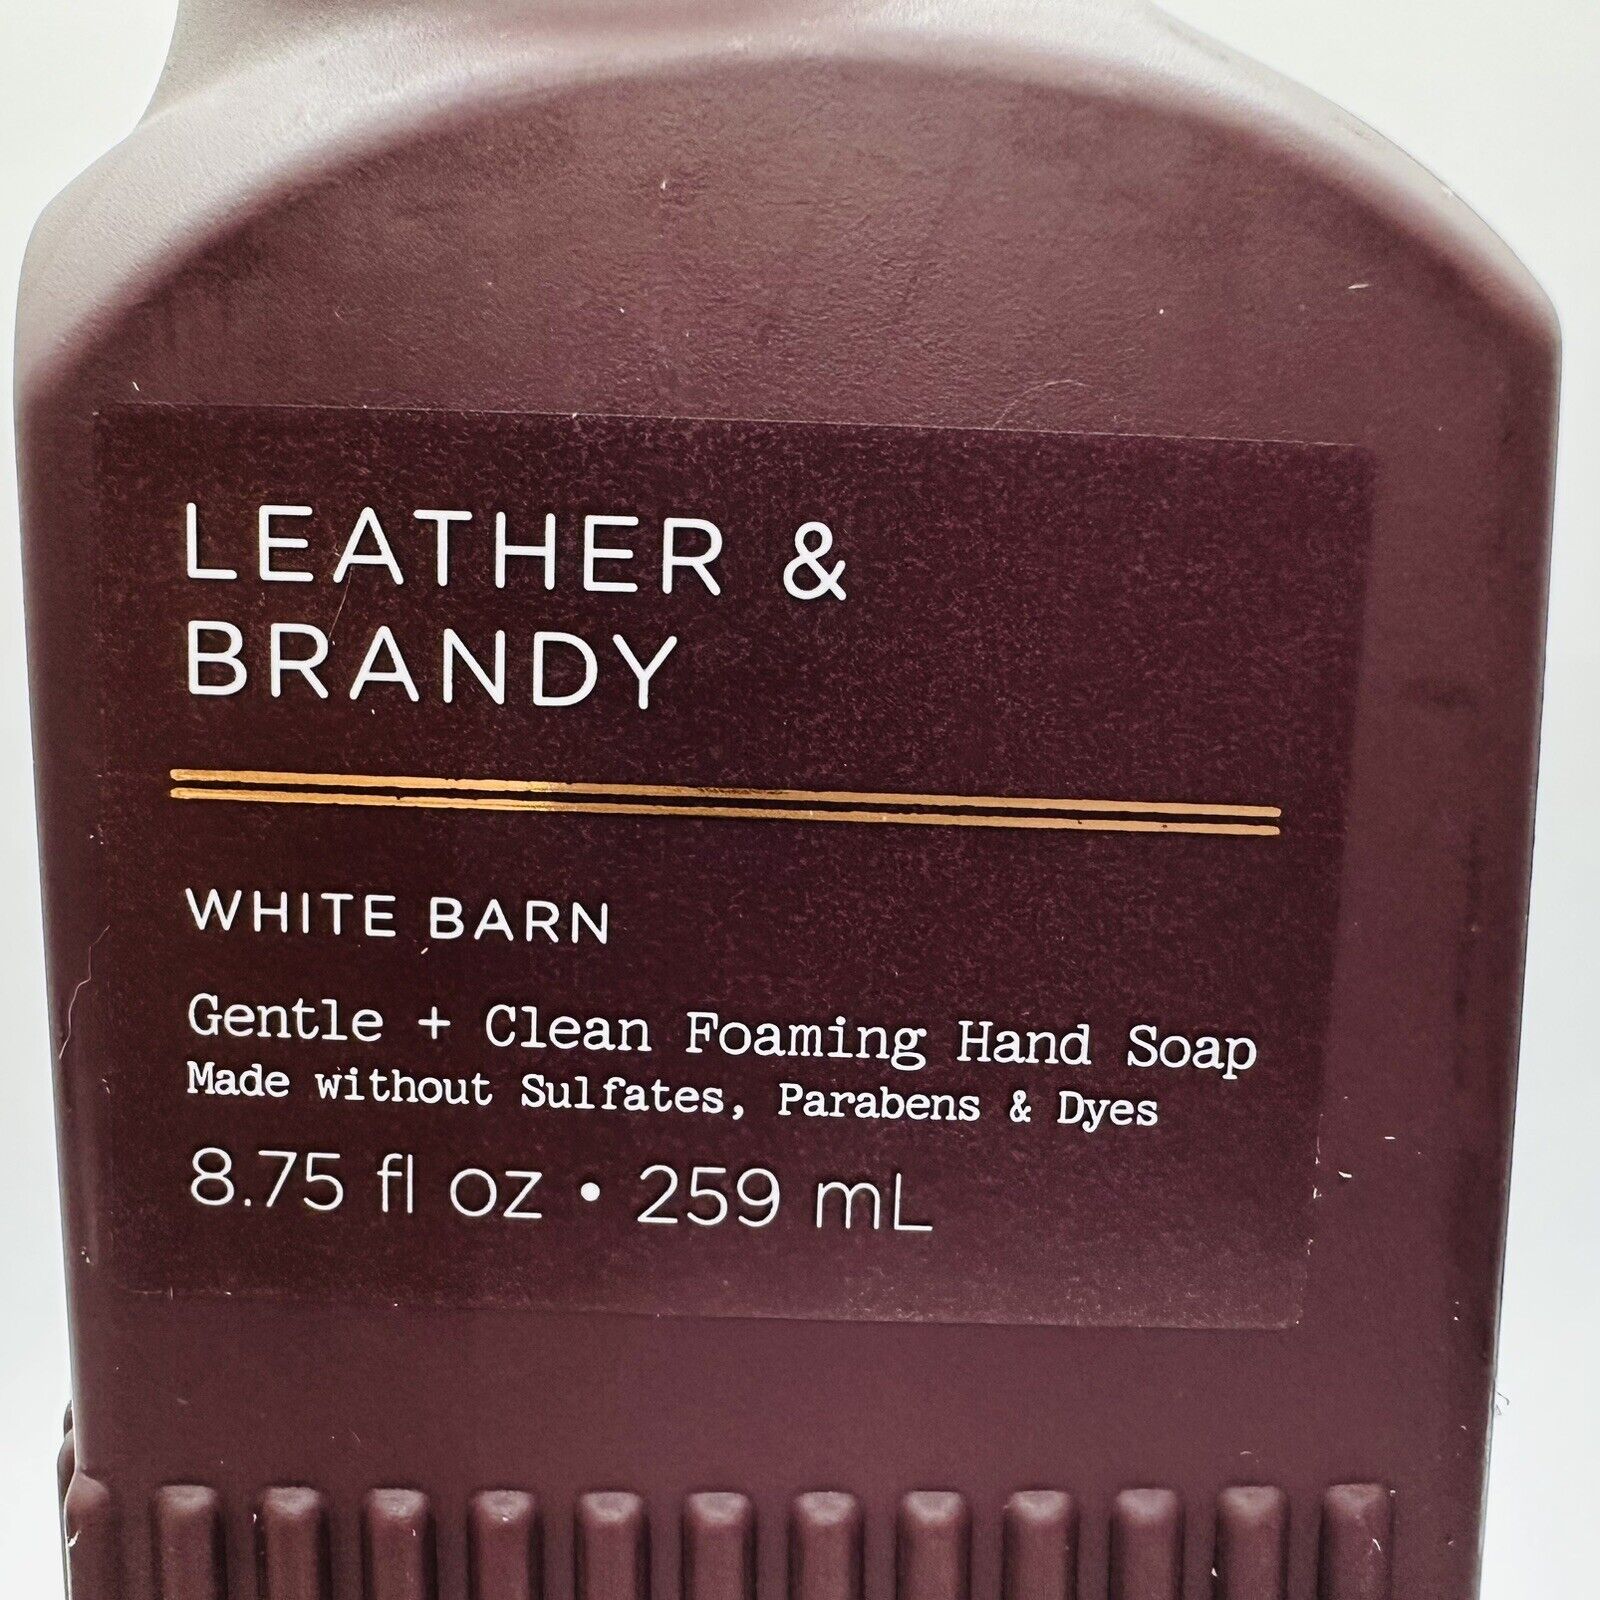 LEATHER &
BRANDY
WHITE BARN
Gentle + Clean Foaming Hand Soap
Made without Sulfates, Parabens & Dyes
8.75 fl oz • 259 mL